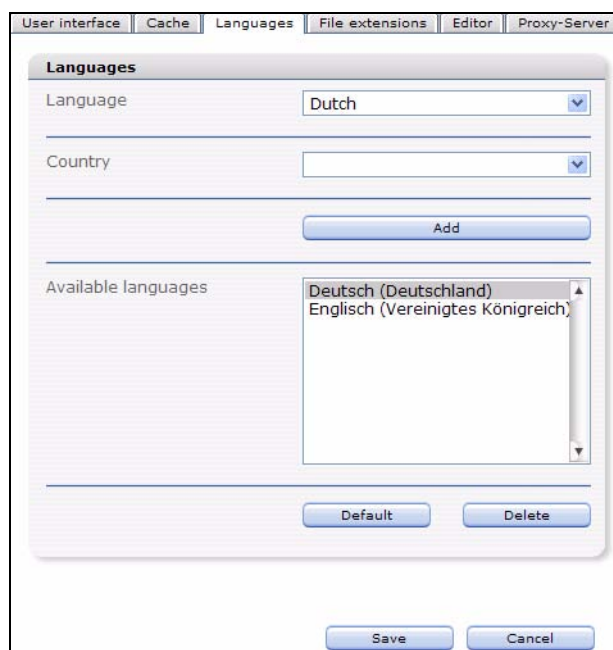 User interface Cache Languages File extensions Editor Proxy-Server
Languages
Language Dutch
Country
Add
Available languages Deutsch (Deutschland)
Englisch (Vereinigtes Königreich)
Default Delete
Save Cancel